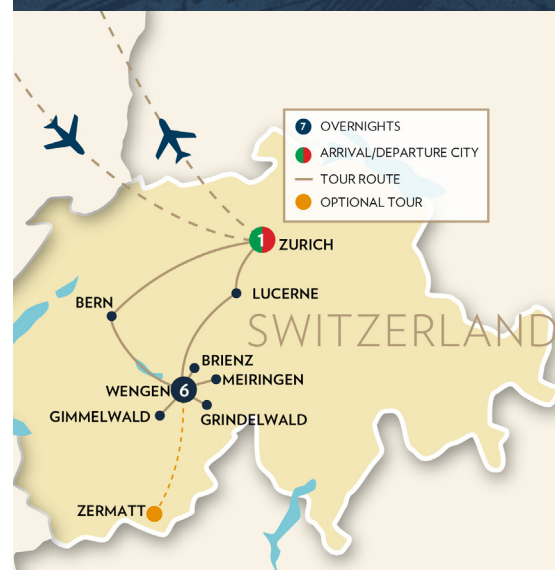 7 OVERNIGHTS
ARRIVAL/DEPARTURE CITY
TOUR ROUTE
OPTIONAL TOUR
1 ZURICH
LUCERNE
BERN
SWITZERLAND
BRIENZ
MEIRINGEN
WENGEN 6
GIMMELWALD
GRINDELWALD
ZERMATT